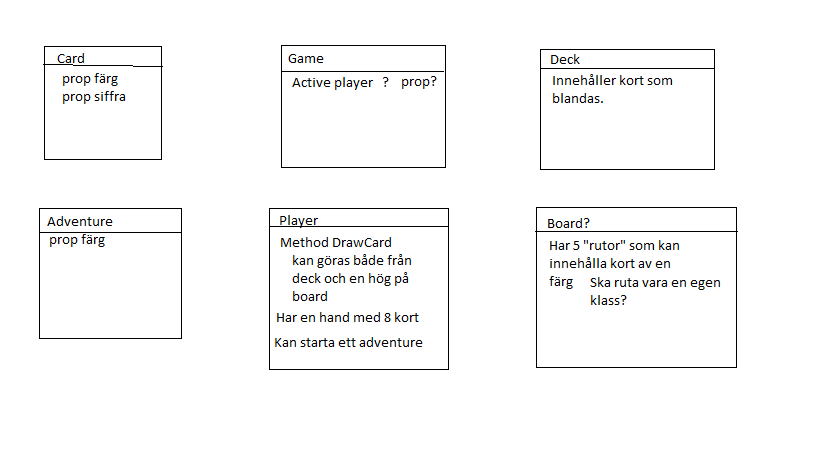 Card
prop färg
prop siffra
Game
Active player ? prop?
Deck
Innehåller kort som
blandas.
Adventure
prop färg
Player
Method DrawCard
kan göras både från
deck och en hög på
board
Har en hand med 8 kort
Kan starta ett adventure
Board?
Har 5 "rutor" som kan
innehålla kort av en
färg
Ska ruta vara en egen
klass?